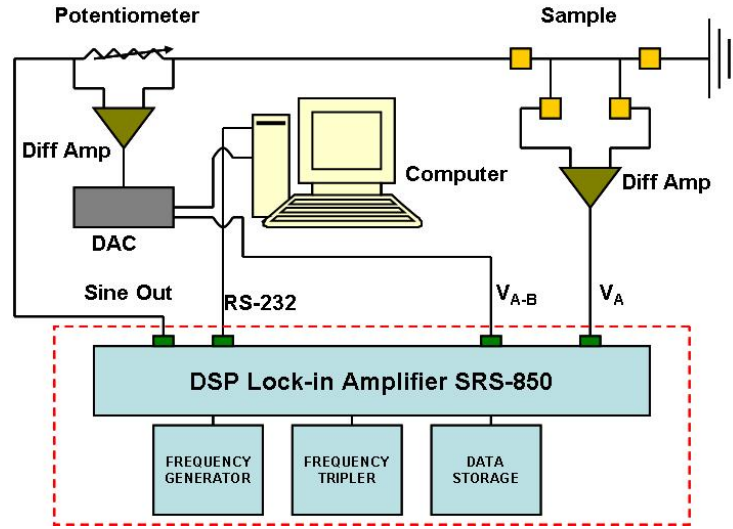 Potentiometer
Sample
Diff Amp
Computer
Diff Amp
DAC
Sine Out
RS-232
VA-B
VA
DSP Lock-in Amplifier SRS-850
FREQUENCY
GENERATOR
FREQUENCY
TRIPLER
DATA
STORAGE